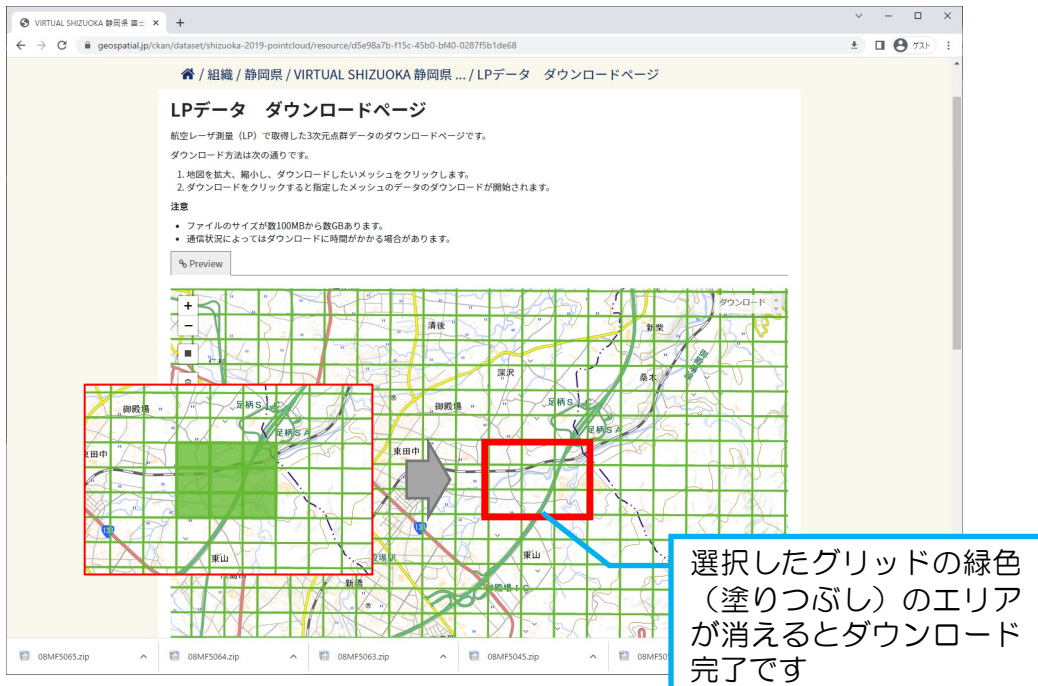 VIRTUAL SHIZUOKA 静岡県 富士
geospatial.jp/ckan/dataset/shizuoka-2019-pointcloud/resource/d5e98a7b-f15c-45b0-bf40-0287f5b1de68
ゲスト
/ 組織 / 静岡県 / VIRTUAL SHIZUOKA 静岡県 ... / LPデータ ダウンロードページ
LPデータ ダウンロードページ
航空レーザ測量（LP）で取得した3次元点群データのダウンロードページです。
ダウンロード方法は次の通りです。
1. 地図を拡大、縮小し、ダウンロードしたいメッシュをクリックします。
2. ダウンロードをクリックすると指定したメッシュのデータのダウンロードが開始されます。
注意
• ファイルのサイズが数100MBから数GBあります。
• 通信状況によってはダウンロードに時間がかかる場合があります。
Preview
+
−
ダウンロード
清後
新柴
深沢
桑木
御殿場
足柄S
足柄SA
東田中
東山
新橋
御殿場
足柄S
足柄SA
東田中
138
東山
選択したグリッドの緑色
（塗りつぶし）のエリア
が消えるとダウンロード
完了です
08MF5065.zip
08MF5064.zip
08MF5063.zip
08MF5045.zip